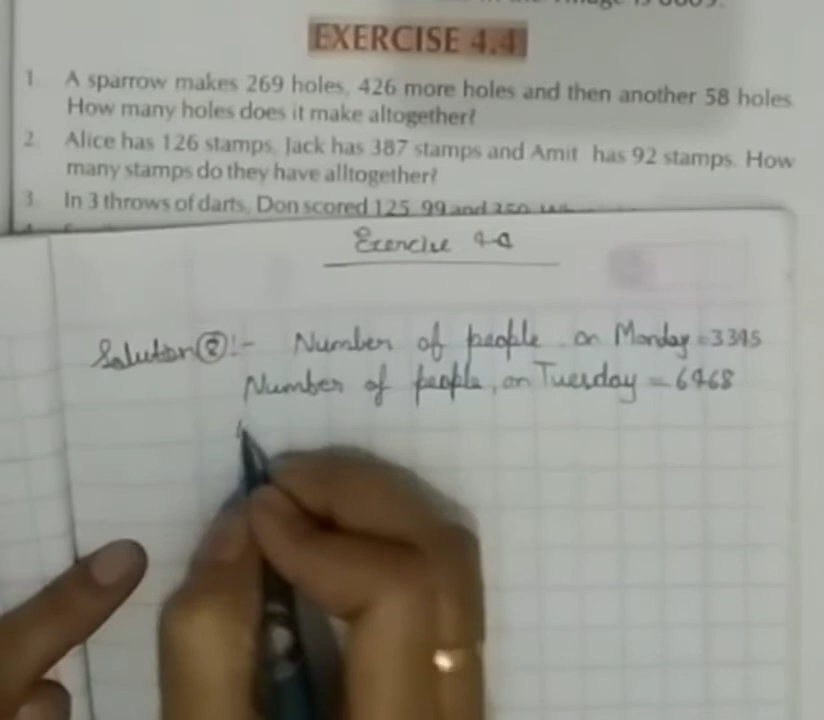 EXERCISE 4.4
1. A sparrow makes 269 holes, 426 more holes and then another 58 holes.
How many holes does it make altogether?
2. Alice has 126 stamps, Jack has 387 stamps and Amit has 92 stamps. How
many stamps do they have alltogether?
3. In 3 throws of darts, Don scored 125, 99 and 350.
Exercise 4.
Solution 8:- Number of people on Monday = 3345
Number of people, on Tuesday = 6468